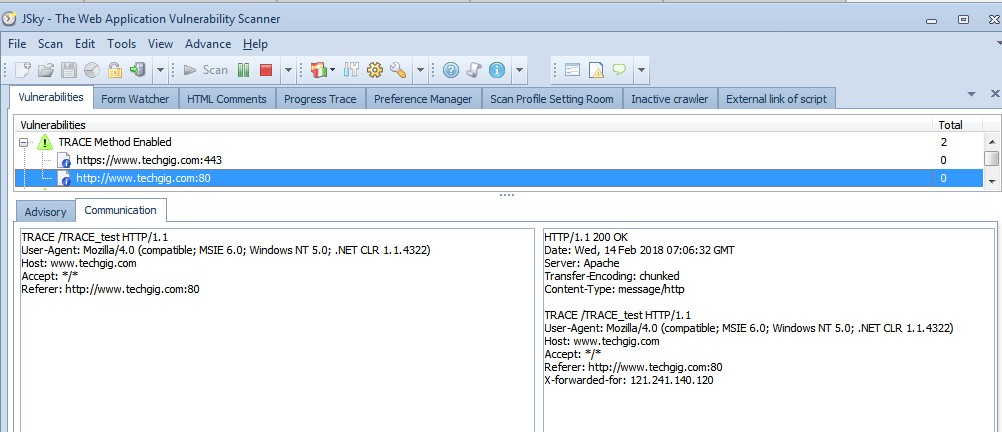 JSky - The Web Application Vulnerability Scanner
File Scan Edit Tools View Advance Help
Scan
Vulnerabilities Form Watcher HTML Comments Progress Trace Preference Manager Scan Profile Setting Room Inactive crawler External link of script
Vulnerabilities Total
TRACE Method Enabled 2
https://www.techgig.com:443 0
http://www.techgig.com:80 0
Advisory Communication
TRACE /TRACE_test HTTP/1.1
User-Agent: Mozilla/4.0 (compatible; MSIE 6.0; Windows NT 5.0; .NET CLR 1.1.4322)
Host: www.techgig.com
Accept: */*
Referer: http://www.techgig.com:80
HTTP/1.1 200 OK
Date: Wed, 14 Feb 2018 07:06:32 GMT
Server: Apache
Transfer-Encoding: chunked
Content-Type: message/http
TRACE /TRACE_test HTTP/1.1
User-Agent: Mozilla/4.0 (compatible; MSIE 6.0; Windows NT 5.0; .NET CLR 1.1.4322)
Host: www.techgig.com
Accept: */*
Referer: http://www.techgig.com:80
X-forwarded-for: 121.241.140.120